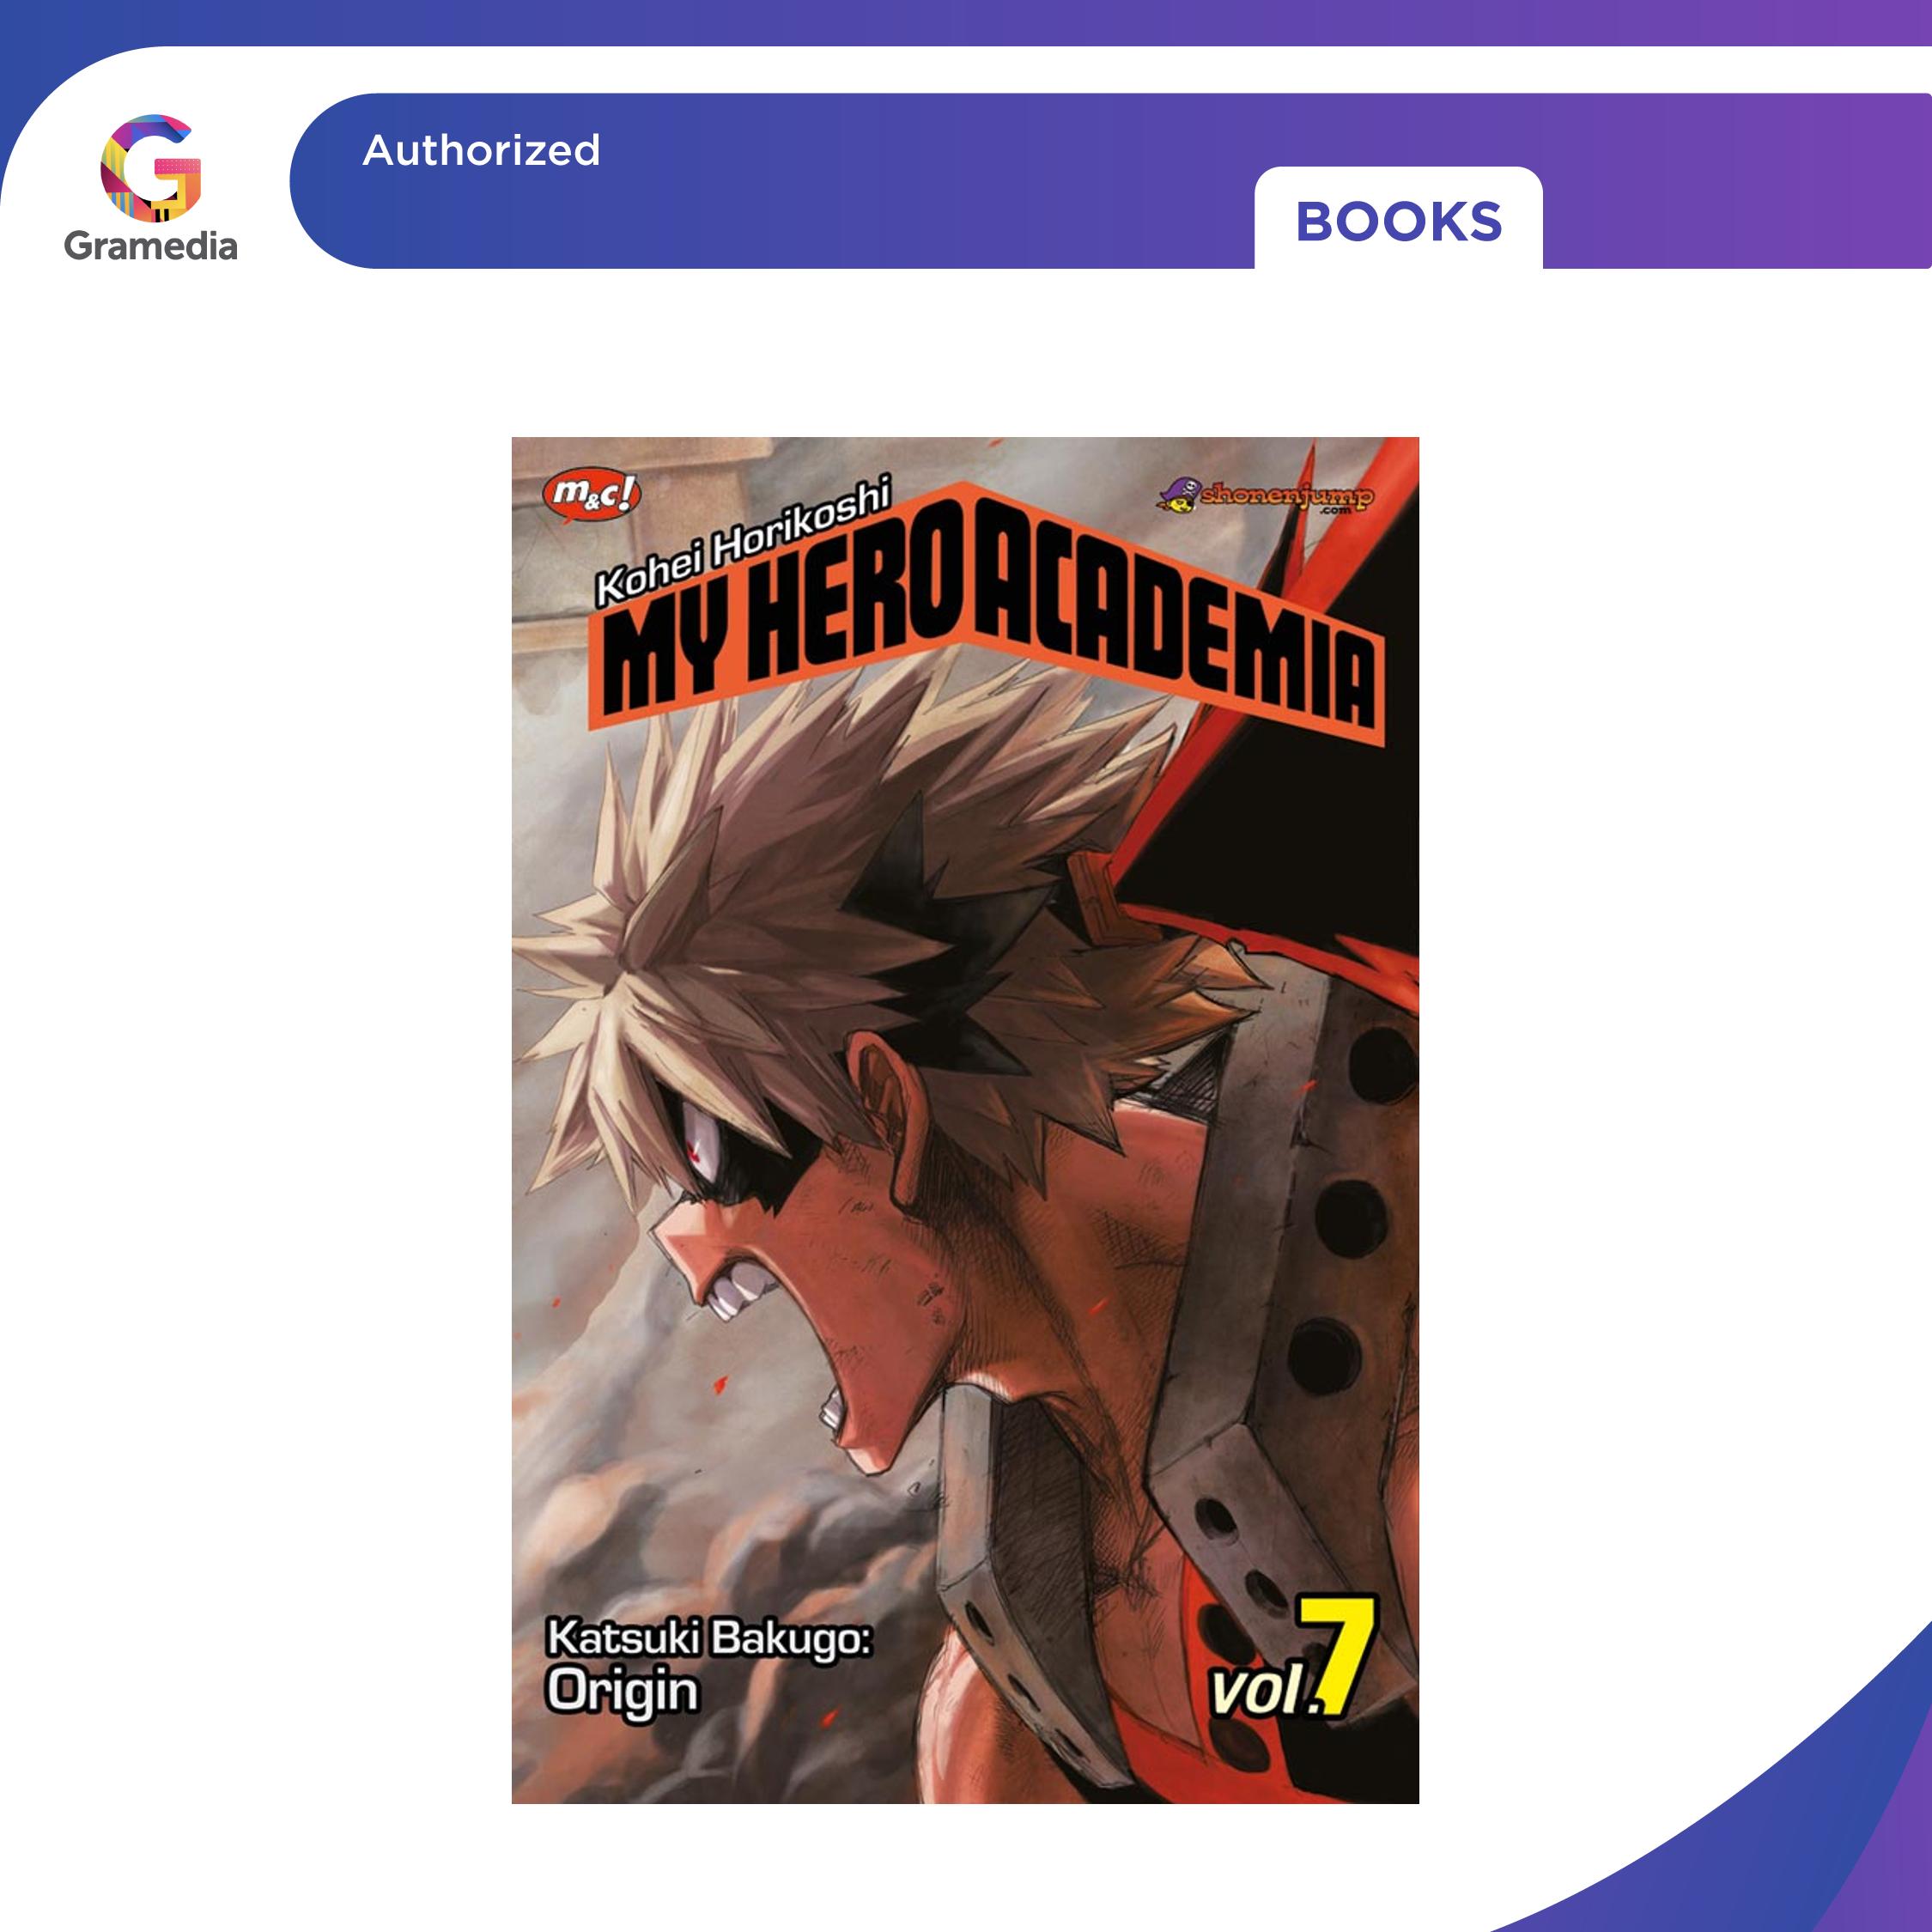 Gramedia
Authorized
BOOKS
m&c!
shonenjump
.com
Kohei Horikoshi
MY HERO ACADEMIA
Katsuki Bakugo:
Origin
vol.7